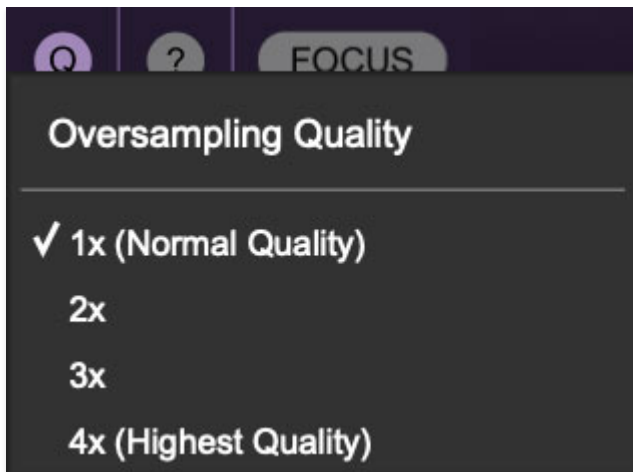 Q ? FOCUS
Oversampling Quality
✓ 1x (Normal Quality)
2x
3x
4x (Highest Quality)